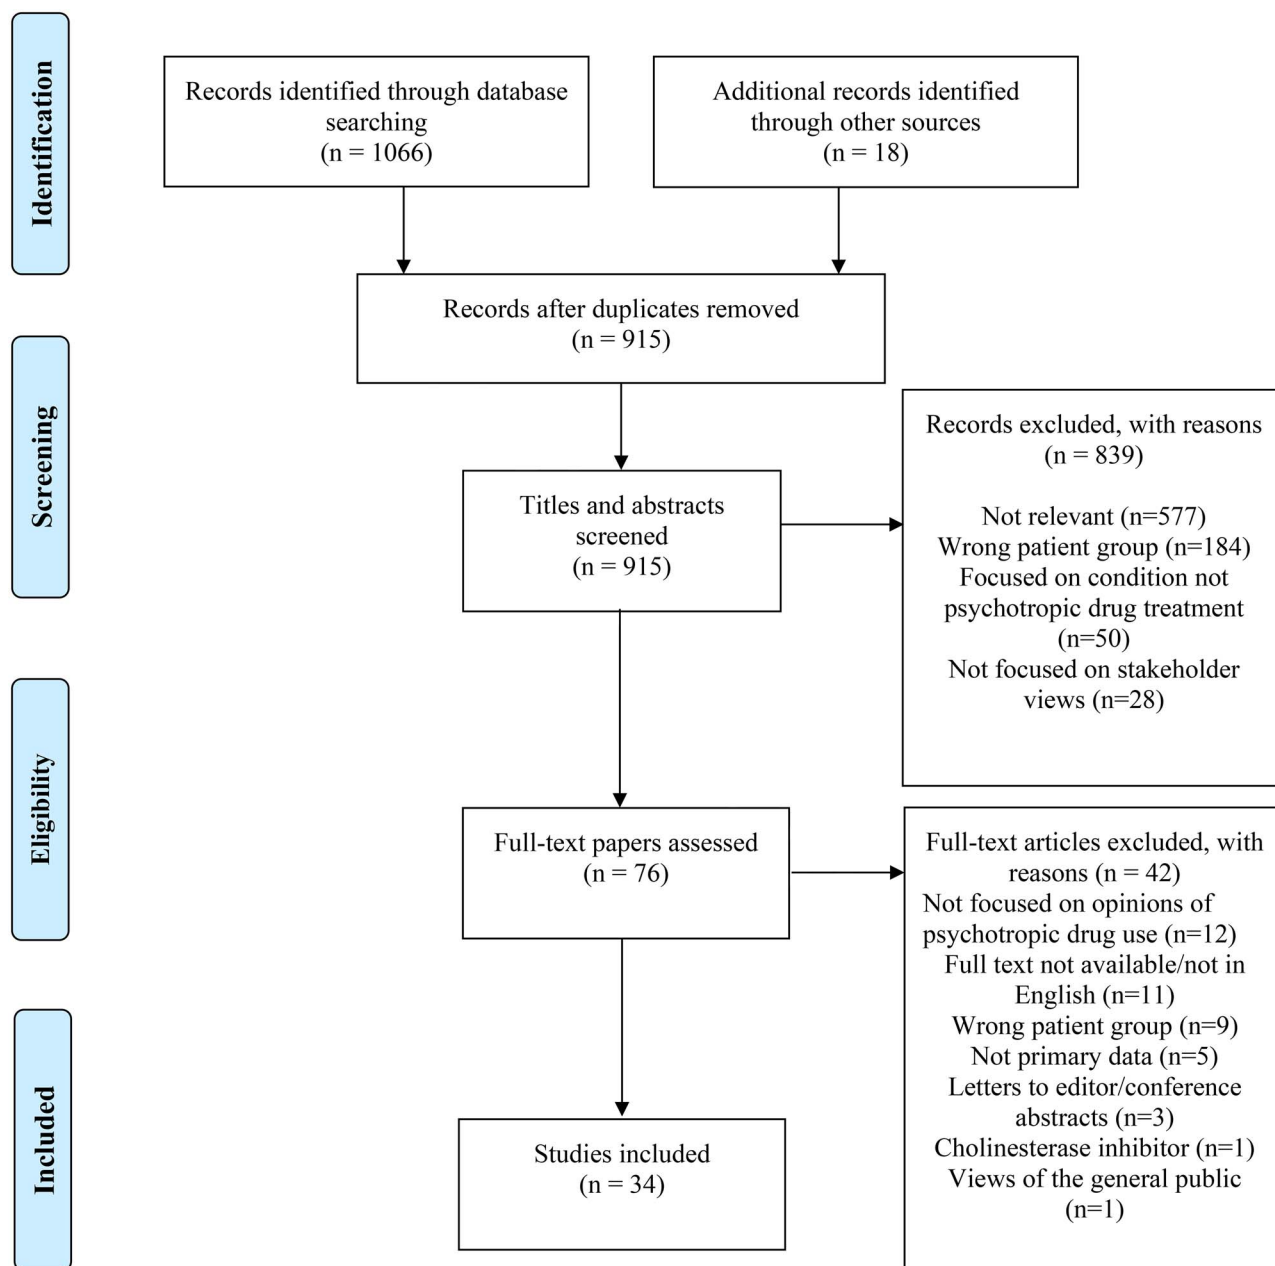 Identification
Records identified through database
searching
(n = 1066)
Additional records identified
through other sources
(n = 18)
Records after duplicates removed
(n = 915)
Screening
Titles and abstracts
screened
(n = 915)
Records excluded, with reasons
(n = 839)
Not relevant (n=577)
Wrong patient group (n=184)
Focused on condition not
psychotropic drug treatment
(n=50)
Not focused on stakeholder
views (n=28)
Eligibility
Full-text papers assessed
(n = 76)
Full-text articles excluded, with
reasons (n = 42)
Not focused on opinions of
psychotropic drug use (n=12)
Full text not available/not in
English (n=11)
Wrong patient group (n=9)
Not primary data (n=5)
Letters to editor/conference
abstracts (n=3)
Cholinesterase inhibitor (n=1)
Views of the general public
(n=1)
Included
Studies included
(n = 34)